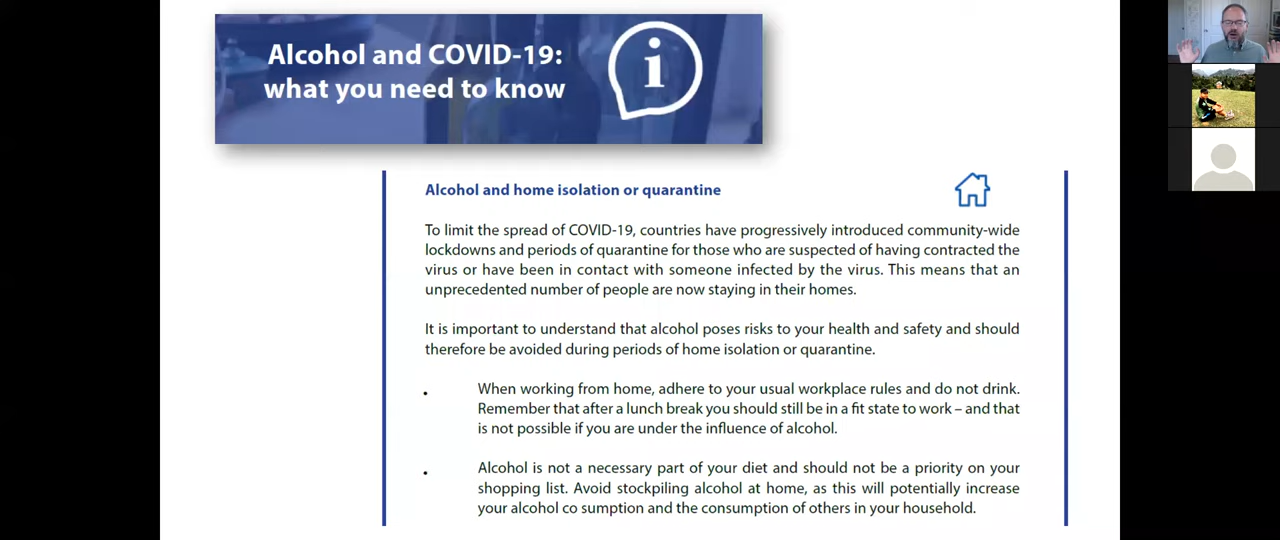 Alcohol and COVID-19:
what you need to know
i
Alcohol and home isolation or quarantine
To limit the spread of COVID-19, countries have progressively introduced community-wide
lockdowns and periods of quarantine for those who are suspected of having contracted the
virus or have been in contact with someone infected by the virus. This means that an
unprecedented number of people are now staying in their homes.
It is important to understand that alcohol poses risks to your health and safety and should
therefore be avoided during periods of home isolation or quarantine.
• When working from home, adhere to your usual workplace rules and do not drink.
Remember that after a lunch break you should still be in a fit state to work – and that
is not possible if you are under the influence of alcohol.
• Alcohol is not a necessary part of your diet and should not be a priority on your
shopping list. Avoid stockpiling alcohol at home, as this will potentially increase
your alcohol co sumption and the consumption of others in your household.